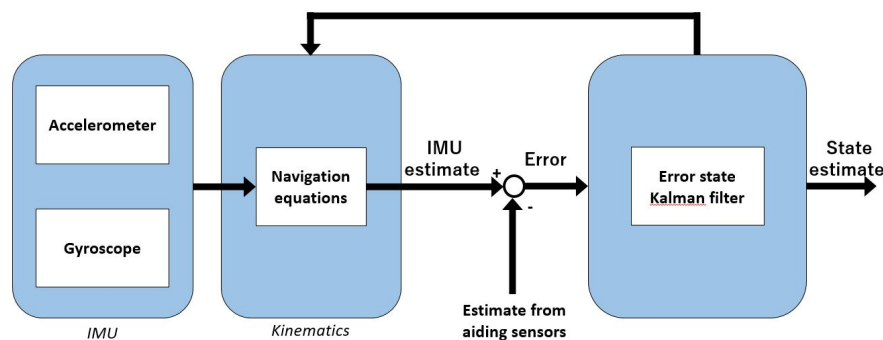 Accelerometer
Gyroscope
IMU
Navigation
equations
Kinematics
IMU
estimate
+
Error
-
Estimate from
aiding sensors
Error state
Kalman filter
State
estimate